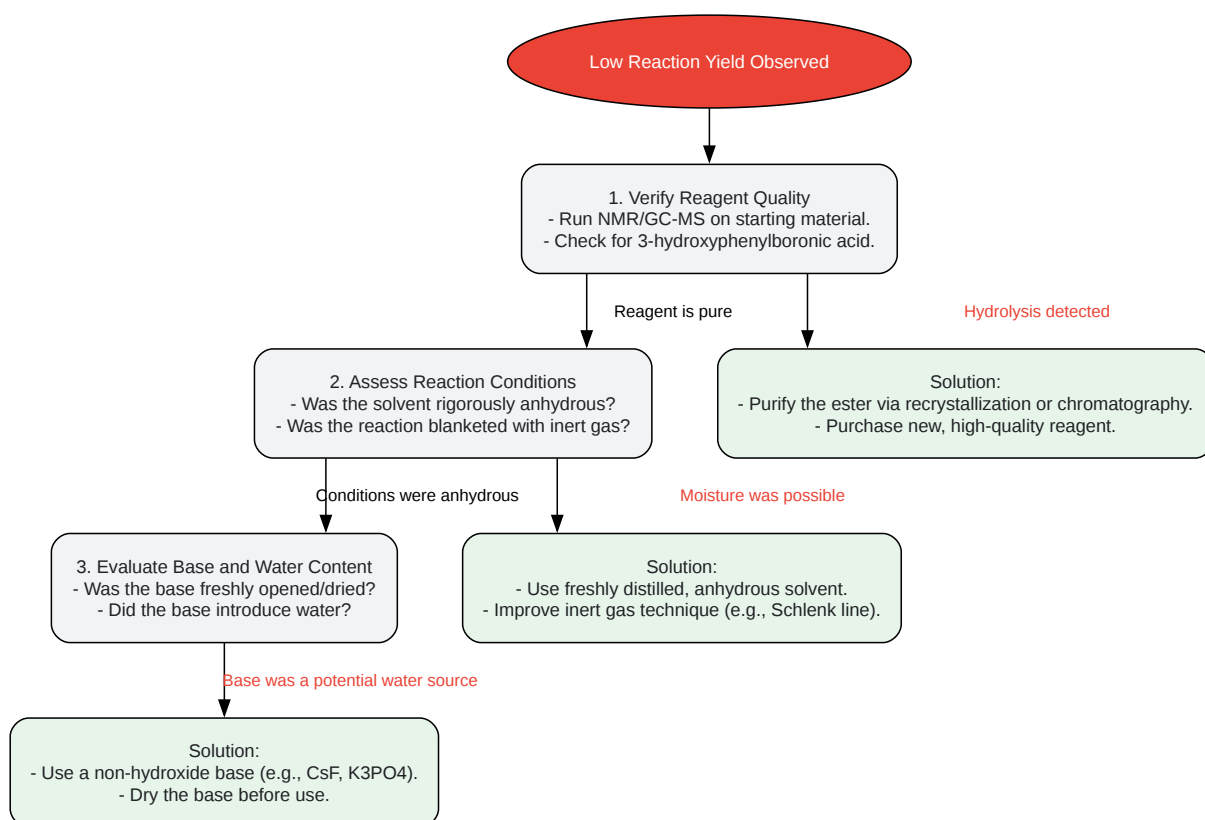 Low Reaction Yield Observed
1. Verify Reagent Quality
- Run NMR/GC-MS on starting material.
- Check for 3-hydroxyphenylboronic acid.
Reagent is pure
Hydrolysis detected
2. Assess Reaction Conditions
- Was the solvent rigorously anhydrous?
- Was the reaction blanketed with inert gas?
Solution:
- Purify the ester via recrystallization or chromatography.
- Purchase new, high-quality reagent.
Conditions were anhydrous
Moisture was possible
3. Evaluate Base and Water Content
- Was the base freshly opened/dried?
- Did the base introduce water?
Solution:
- Use freshly distilled, anhydrous solvent.
- Improve inert gas technique (e.g., Schlenk line).
Base was a potential water source
Solution:
- Use a non-hydroxide base (e.g., CsF, K3PO4).
- Dry the base before use.